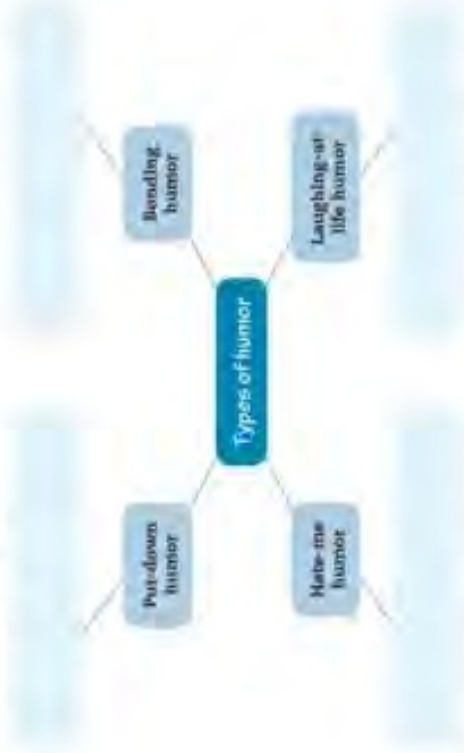 Put-down
humor
Bonding
humor
Types of humor
Hate-me
humor
Laughing-at-
life humor